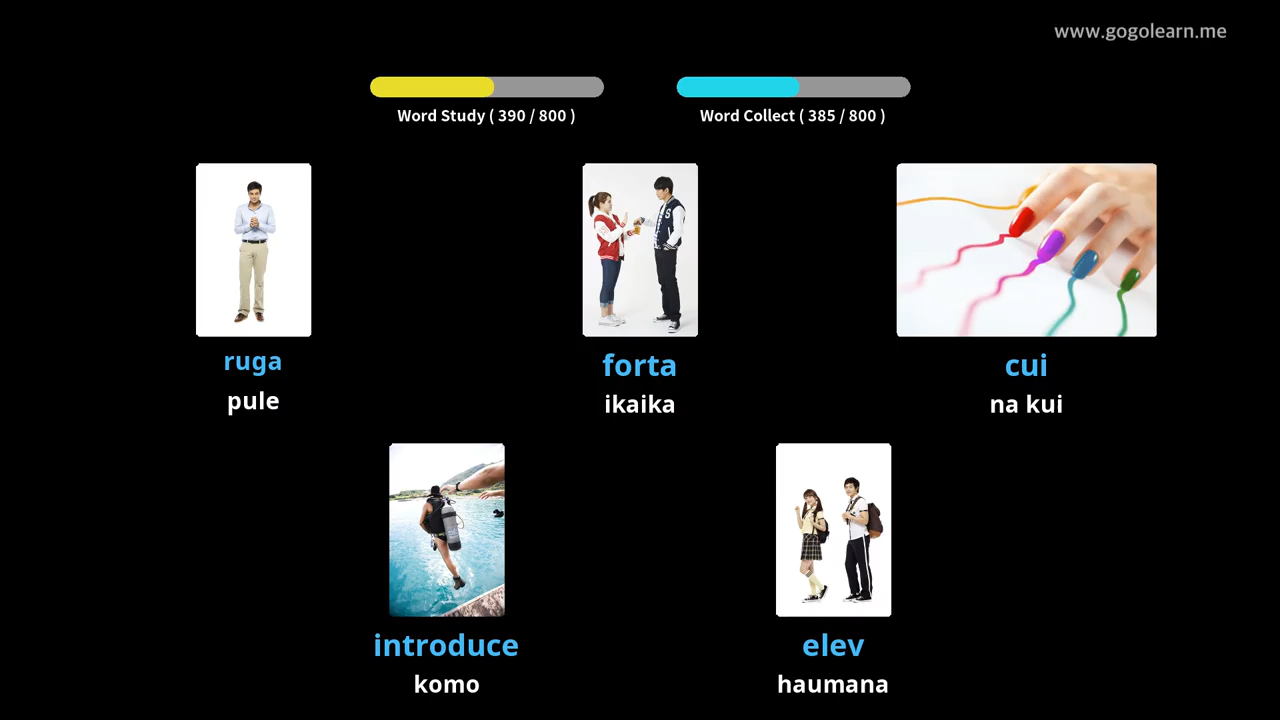 www.gogolearn.me
Word Study ( 390 / 800 )
Word Collect ( 385 / 800 )
ruga
pule
forta
ikaika
cui
na kui
introduce
komo
elev
haumana